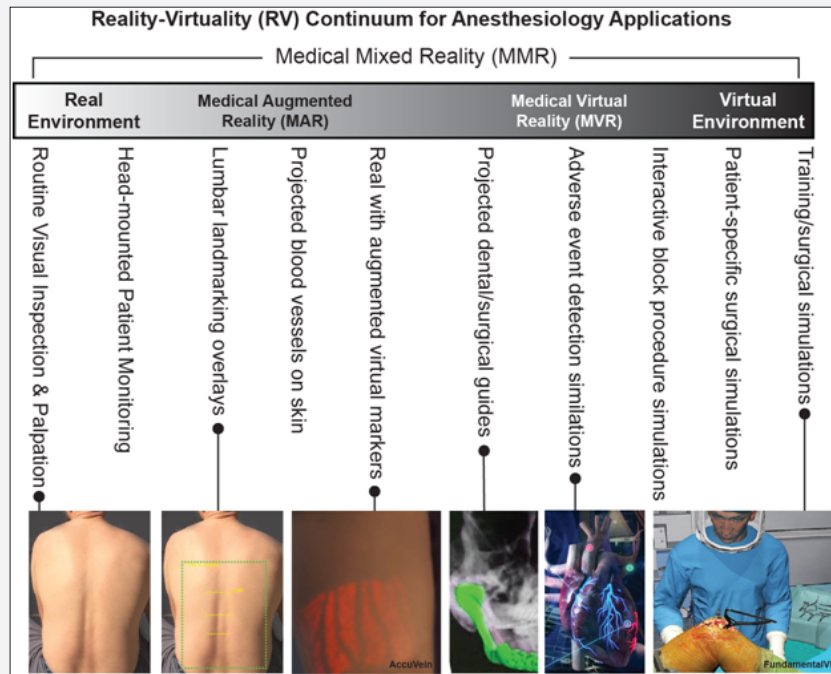 Reality-Virtuality (RV) Continuum for Anesthesiology Applications
Medical Mixed Reality (MMR)
Real
Environment
Medical Augmented
Reality (MAR)
Medical Virtual
Reality (MVR)
Virtual
Environment
Routine Visual Inspection & Palpation
Head-mounted Patient Monitoring
Lumbar landmarking overlays
Projected blood vessels on skin
Real with augmented virtual markers
Projected dental/surgical guides
Adverse event detection similations
Interactive block procedure simulations
Patient-specific surgical simulations
Training/surgical simulations
AccuVein